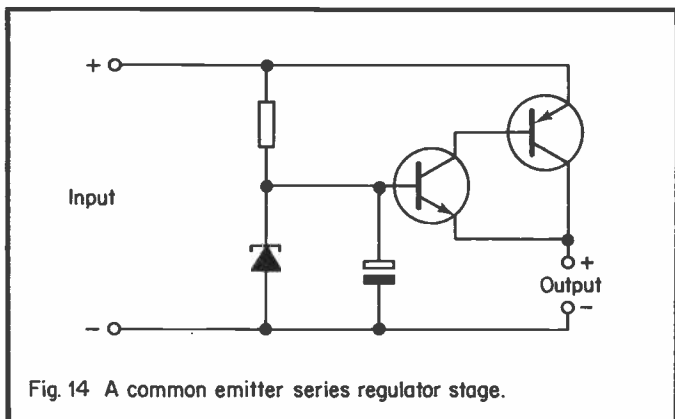 +
Input
+
Output
−
−
Fig. 14 A common emitter series regulator stage.